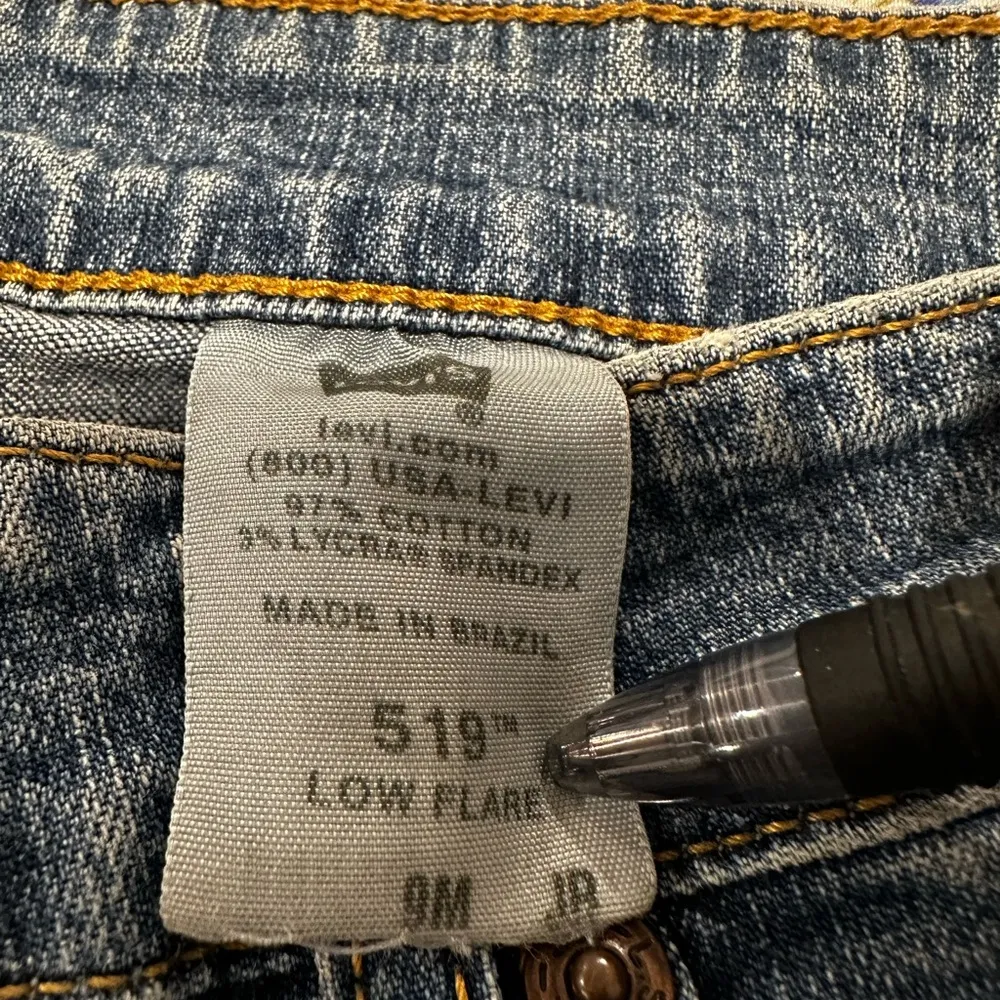 levi.com
(800) USA-LEVI
97% COTTON
3% LYCRA® SPANDEX
MADE IN BRAZIL
519™
LOW FLARE
9M JR